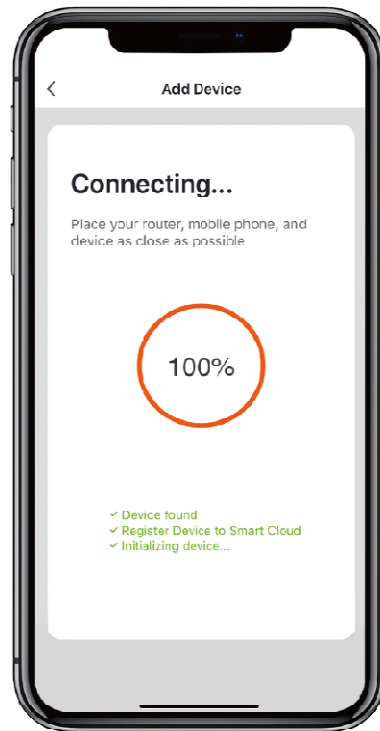 Add Device
Connecting...
Place your router, mobile phone, and
device as close as possible
100%
Device found
Register Device to Smart Cloud
Initializing device...